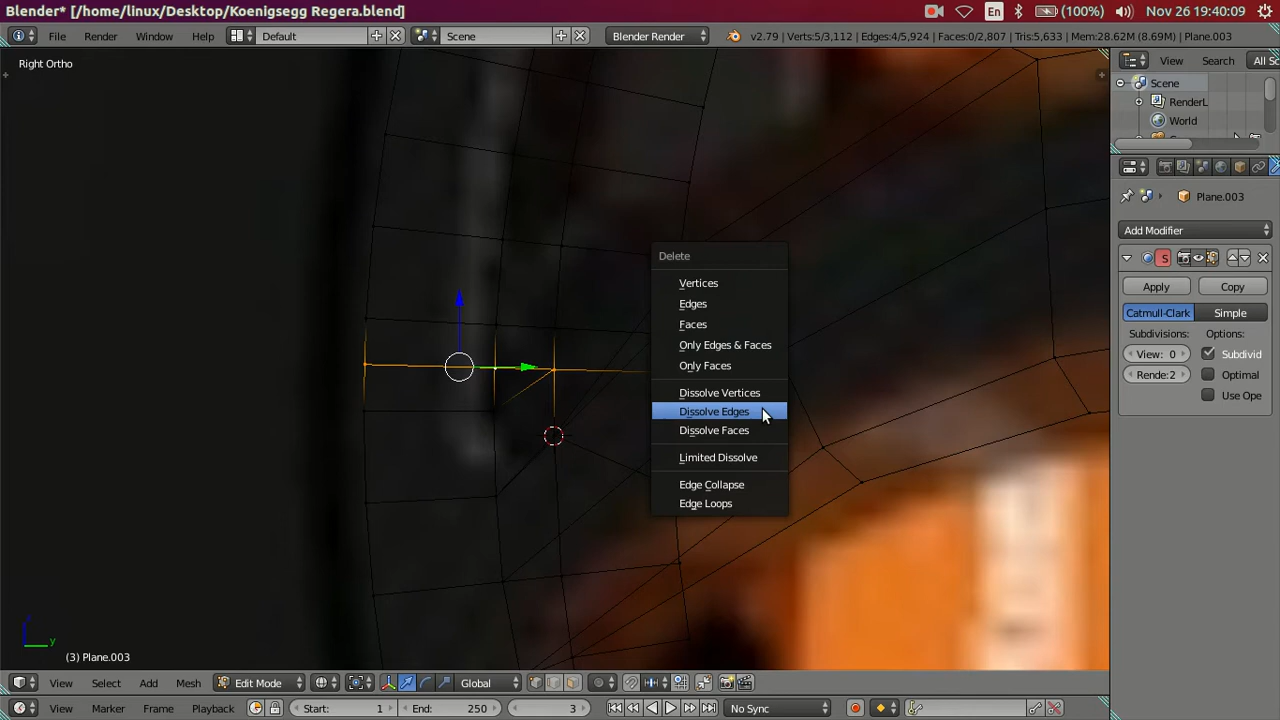 Blender* [/home/linux/Desktop/Koenigsegg Regera.blend]
En
(100%)
Nov 26 19:40:09
File
Render
Window
Help
Default
Scene
Blender Render
v2.79 | Verts:5/3,112 | Edges:4/5,924 | Faces:0/2,807 | Tris:5,633 | Mem:28.62M (8.69M) | Plane.003
Right Ortho
View
Search
All Sc
Scene
RenderL
World
Plane.003
Add Modifier
S
Apply
Copy
Catmull-Clark
Simple
Subdivisions:
Options:
View: 0
Subdivid
Rende:2
Optimal
Use Ope
Delete
Vertices
Edges
Faces
Only Edges & Faces
Only Faces
Dissolve Vertices
Dissolve Edges
Dissolve Faces
Limited Dissolve
Edge Collapse
Edge Loops
y
(3) Plane.003
View
Select
Add
Mesh
Edit Mode
Global
View
Marker
Frame
Playback
Start: 1
End: 250
3
No Sync